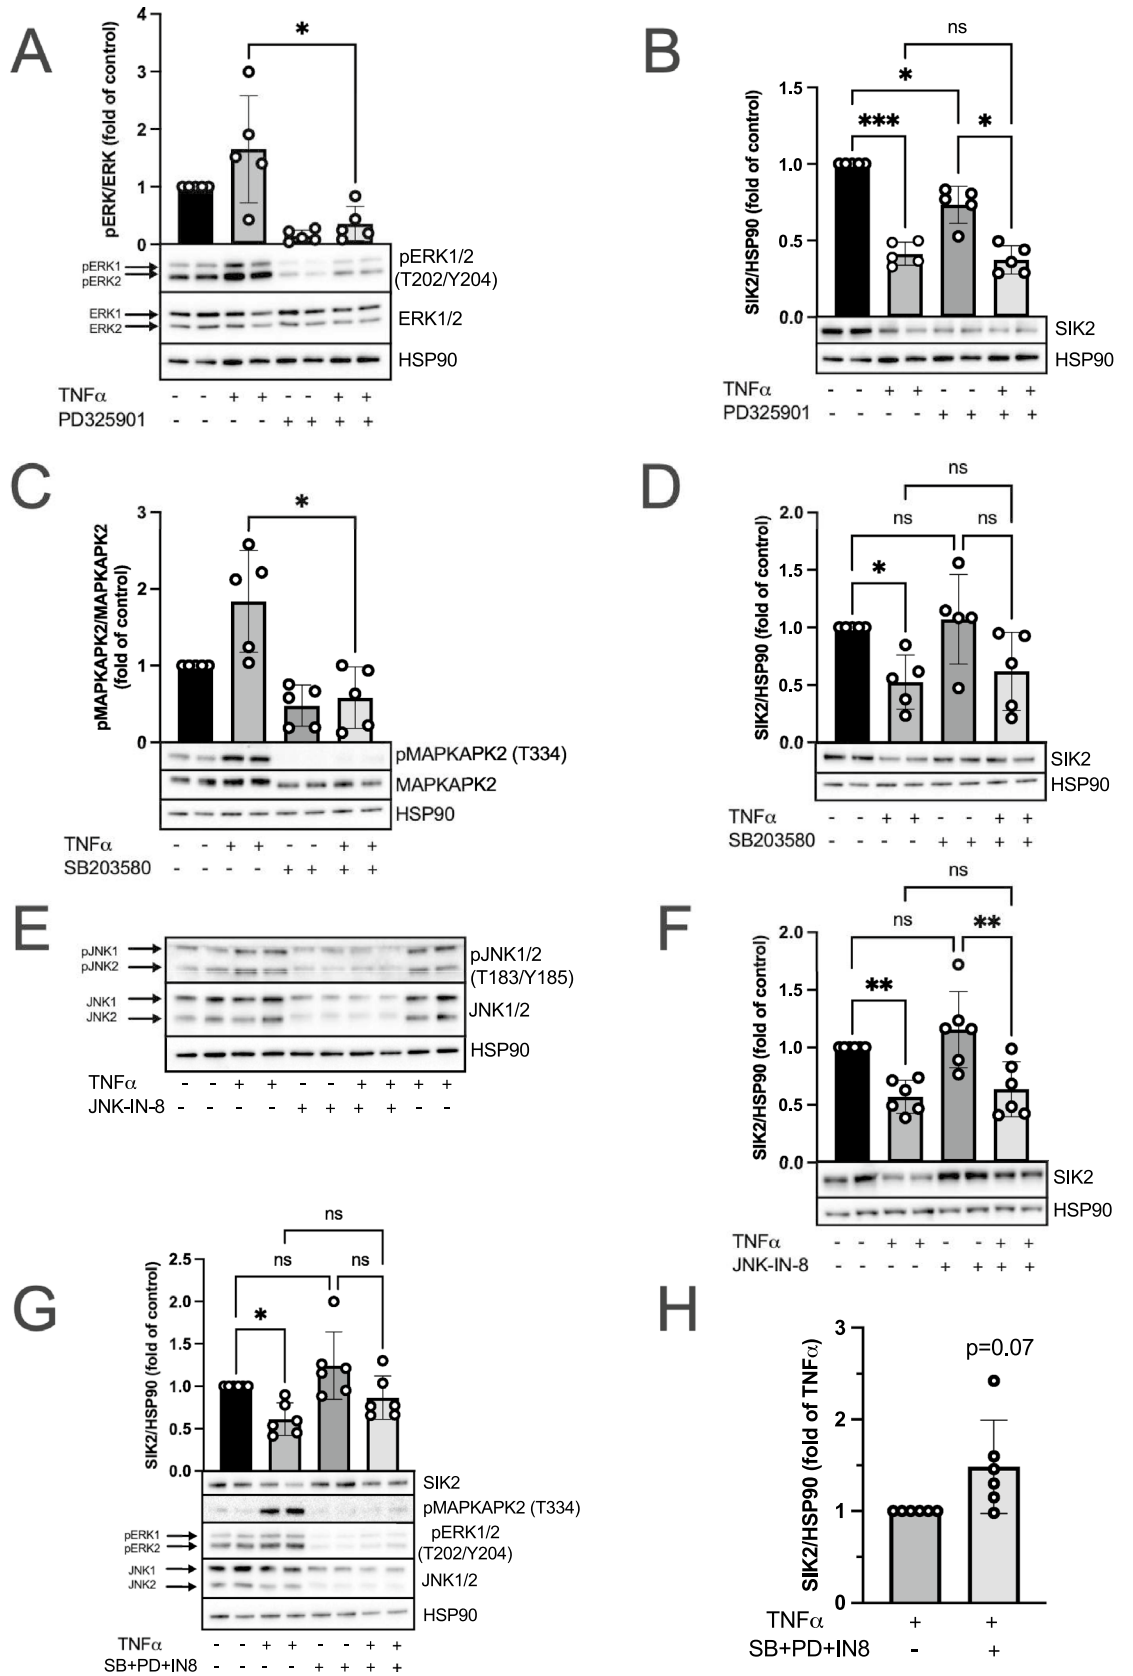 A
pERK/ERK (fold of control)
4
3
2
1
0
*
pERK1
pERK2
pERK1/2
(T202/Y204)
ERK1
ERK2
ERK1/2
HSP90
TNFα - - + + - - + +
PD325901 - - - - + + + +
B
SIK2/HSP90 (fold of control)
1.5
1.0
0.5
0.0
ns
*
*** *
SIK2
HSP90
TNFα - - + + - - + +
PD325901 - - - - + + + +
C
pMAPKAPK2/MAPKAPK2
(fold of control)
3
2
1
0
*
pMAPKAPK2 (T334)
MAPKAPK2
HSP90
TNFα - - + + - - + +
SB203580 - - - - + + + +
D
SIK2/HSP90 (fold of control)
2.0
1.5
1.0
0.5
0.0
ns
ns ns
*
SIK2
HSP90
TNFα - - + + - - + +
SB203580 - - - - + + + +
E
pJNK1
pJNK2
pJNK1/2
(T183/Y185)
JNK1
JNK2
JNK1/2
HSP90
TNFα - - + + - - + + + +
JNK-IN-8 - - - - + + + + - -
F
SIK2/HSP90 (fold of control)
2.0
1.5
1.0
0.5
0.0
ns
ns **
**
SIK2
HSP90
TNFα - - + + - - + +
JNK-IN-8 - - - - + + + +
G
SIK2/HSP90 (fold of control)
2.5
2.0
1.5
1.0
0.5
0.0
ns
ns ns
*
SIK2
pMAPKAPK2 (T334)
pERK1
pERK2
pERK1/2
(T202/Y204)
JNK1
JNK2
JNK1/2
HSP90
TNFα - - + + - - + +
SB+PD+IN8 - - - - + + + +
H
SIK2/HSP90 (fold of TNFα)
3
2
1
0
p=0.07
TNFα + +
SB+PD+IN8 - +